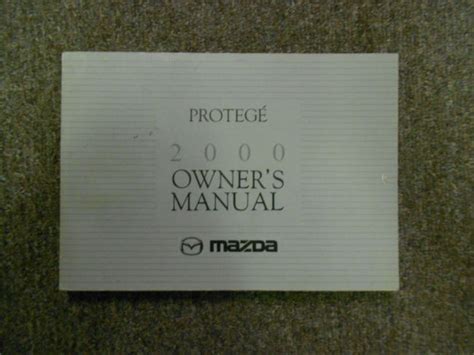 PROTEGÉ
2000
OWNER'S
MANUAL
mazda